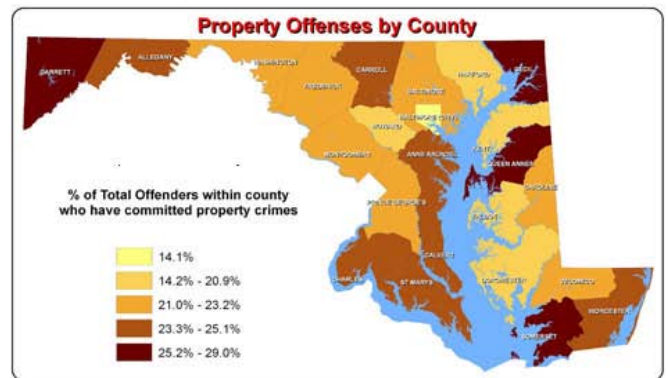 Property Offenses by County
ALLEGANY
WASHINGTON
CARROLL
HARFORD
CECIL
GARRETT
FREDERICK
BALTIMORE
BALTIMORE CITY
HOWARD
KENT
MONTGOMERY
ANNE ARUNDEL
QUEEN ANNES
CAROLINE
% of Total Offenders within county
who have committed property crimes
PRINCE GEORGE'S
TALBOT
14.1%
14.2% - 20.9%
CALVERT
DORCHESTER
21.0% - 23.2%
CHARLES
ST MARYS
WICOMICO
23.3% - 25.1%
WORCESTER
25.2% - 29.0%
SOMERSET